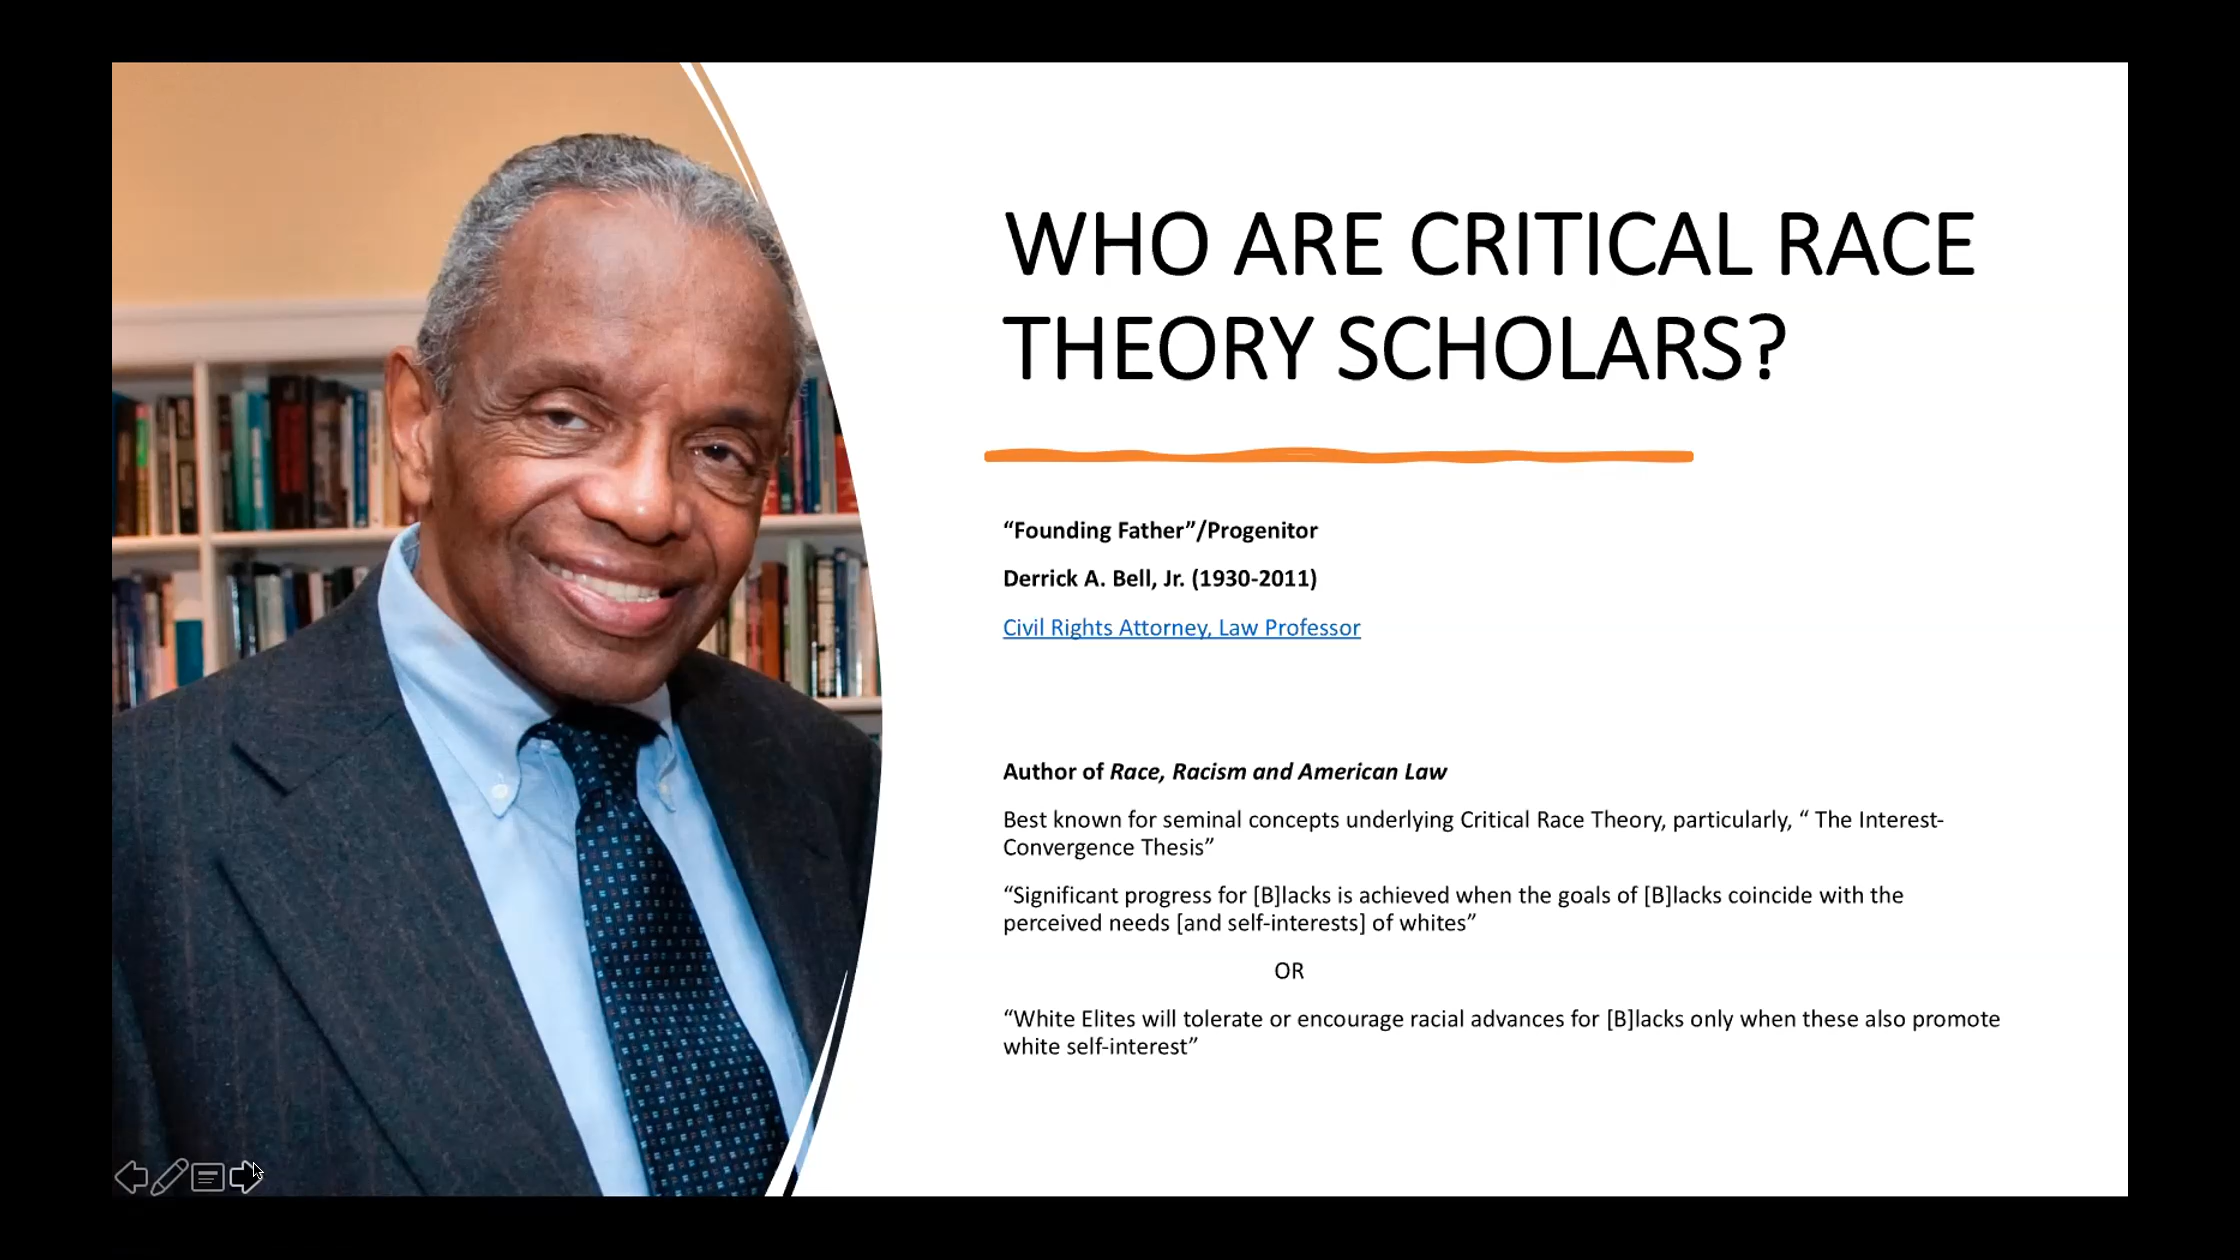 WHO ARE CRITICAL RACE
THEORY SCHOLARS?
“Founding Father”/Progenitor
Derrick A. Bell, Jr. (1930-2011)
Civil Rights Attorney, Law Professor
Author of Race, Racism and American Law
Best known for seminal concepts underlying Critical Race Theory, particularly, “ The Interest-
Convergence Thesis”
“Significant progress for [B]lacks is achieved when the goals of [B]lacks coincide with the
perceived needs [and self-interests] of whites”
OR
“White Elites will tolerate or encourage racial advances for [B]lacks only when these also promote
white self-interest”